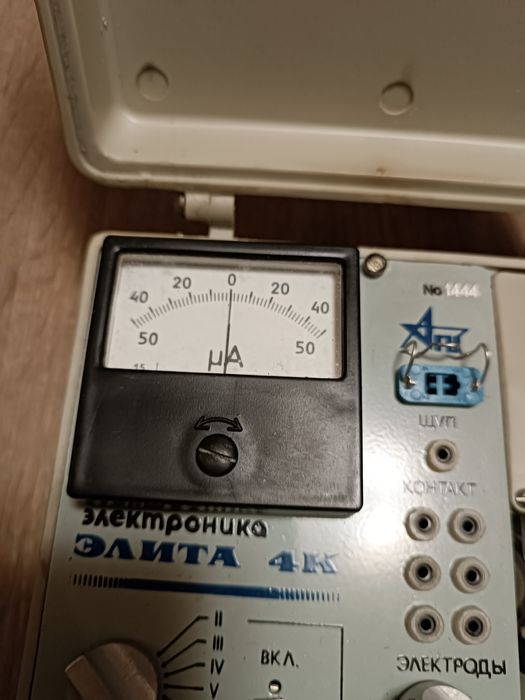 No 1444
40 20 0 20 40
50 50
µA
15
ЩУП
КОНТАКТ
электроника
ЭЛИТА 4К
II
III
IV
V
ВКЛ.
ЭЛЕКТРОДЫ